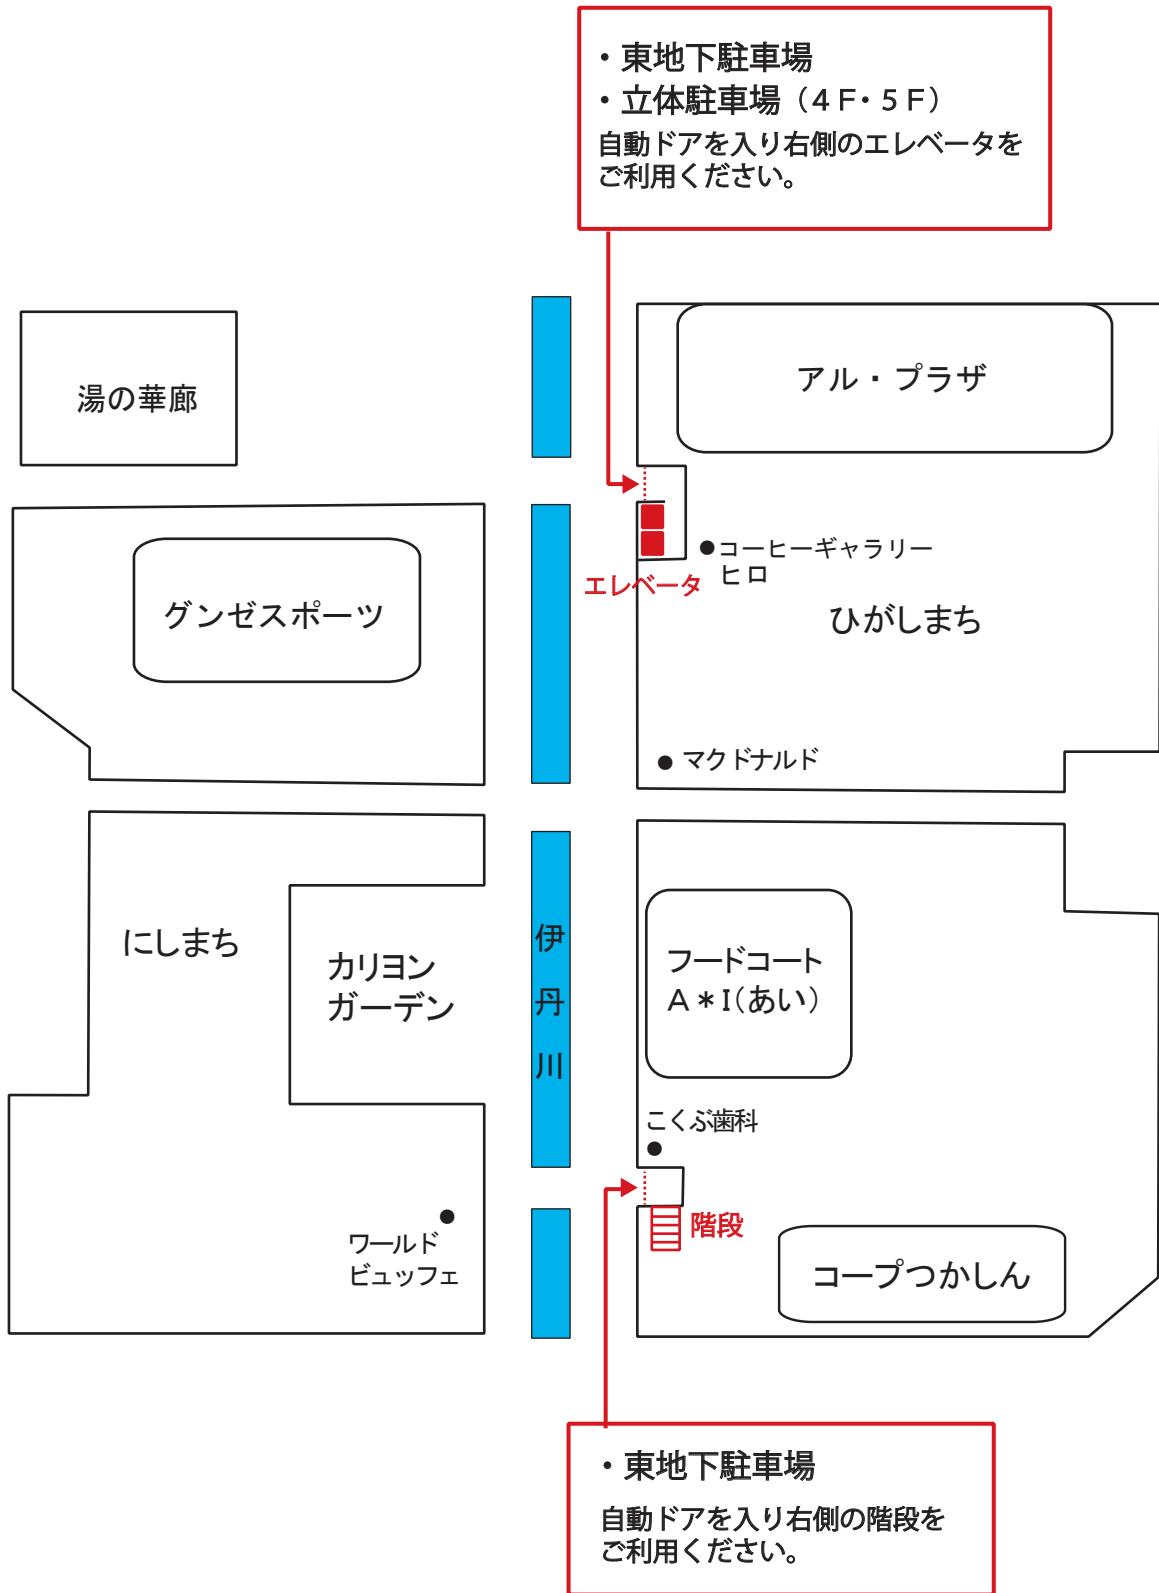 ・東地下駐車場
・立体駐車場（4F・5F）
自動ドアを入り右側のエレベータを
ご利用ください。
湯の華廊
アル・プラザ
グンゼスポーツ
エレベータ
コーヒーギャラリー
ヒロ
ひがしまち
マクドナルド
にしまち
カリヨン
ガーデン
伊丹川
フードコート
A＊I（あい）
こくぶ歯科
ワールド
ビュッフェ
階段
コープつかしん
・東地下駐車場
自動ドアを入り右側の階段を
ご利用ください。